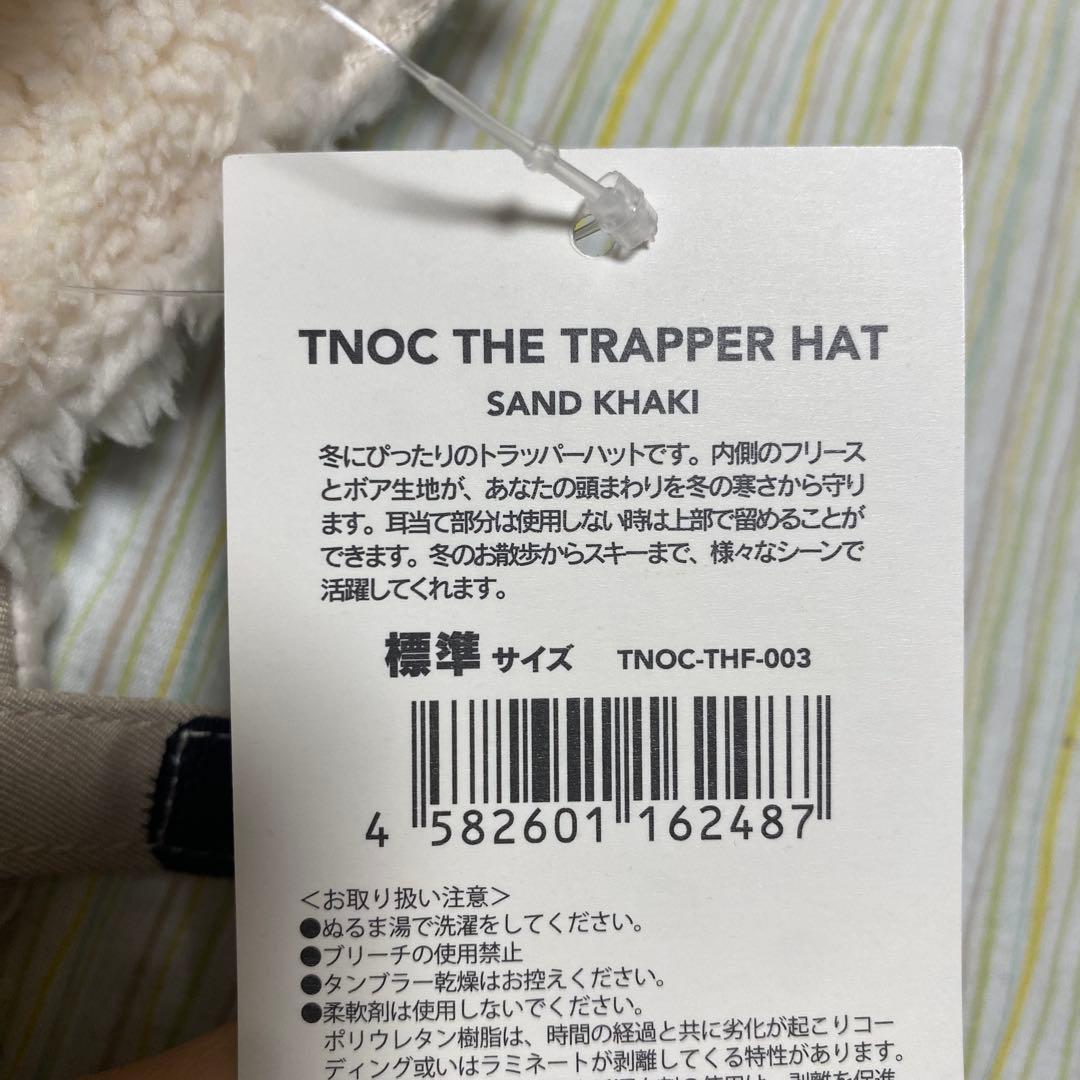 TNOC THE TRAPPER HAT
SAND KHAKI
冬にぴったりのトラッパーハットです。内側のフリース
とボア生地が、あなたの頭まわりを冬の寒さから守り
ます。耳当て部分は使用しない時は上部で留めることが
できます。冬のお散歩からスキーまで、様々なシーンで
活躍してくれます。
標準 サイズ TNOC-THF-003
4 582601 162487
＜お取り扱い注意＞
●ぬるま湯で洗濯をしてください。
●ブリーチの使用禁止
●タンブラー乾燥はお控えください。
●柔軟剤は使用しないでください。
ポリウレタン樹脂は、時間の経過と共に劣化が起こりコー
ディング或いはラミネートが剥離してくる特性があります。
の使用は、剥離を促進